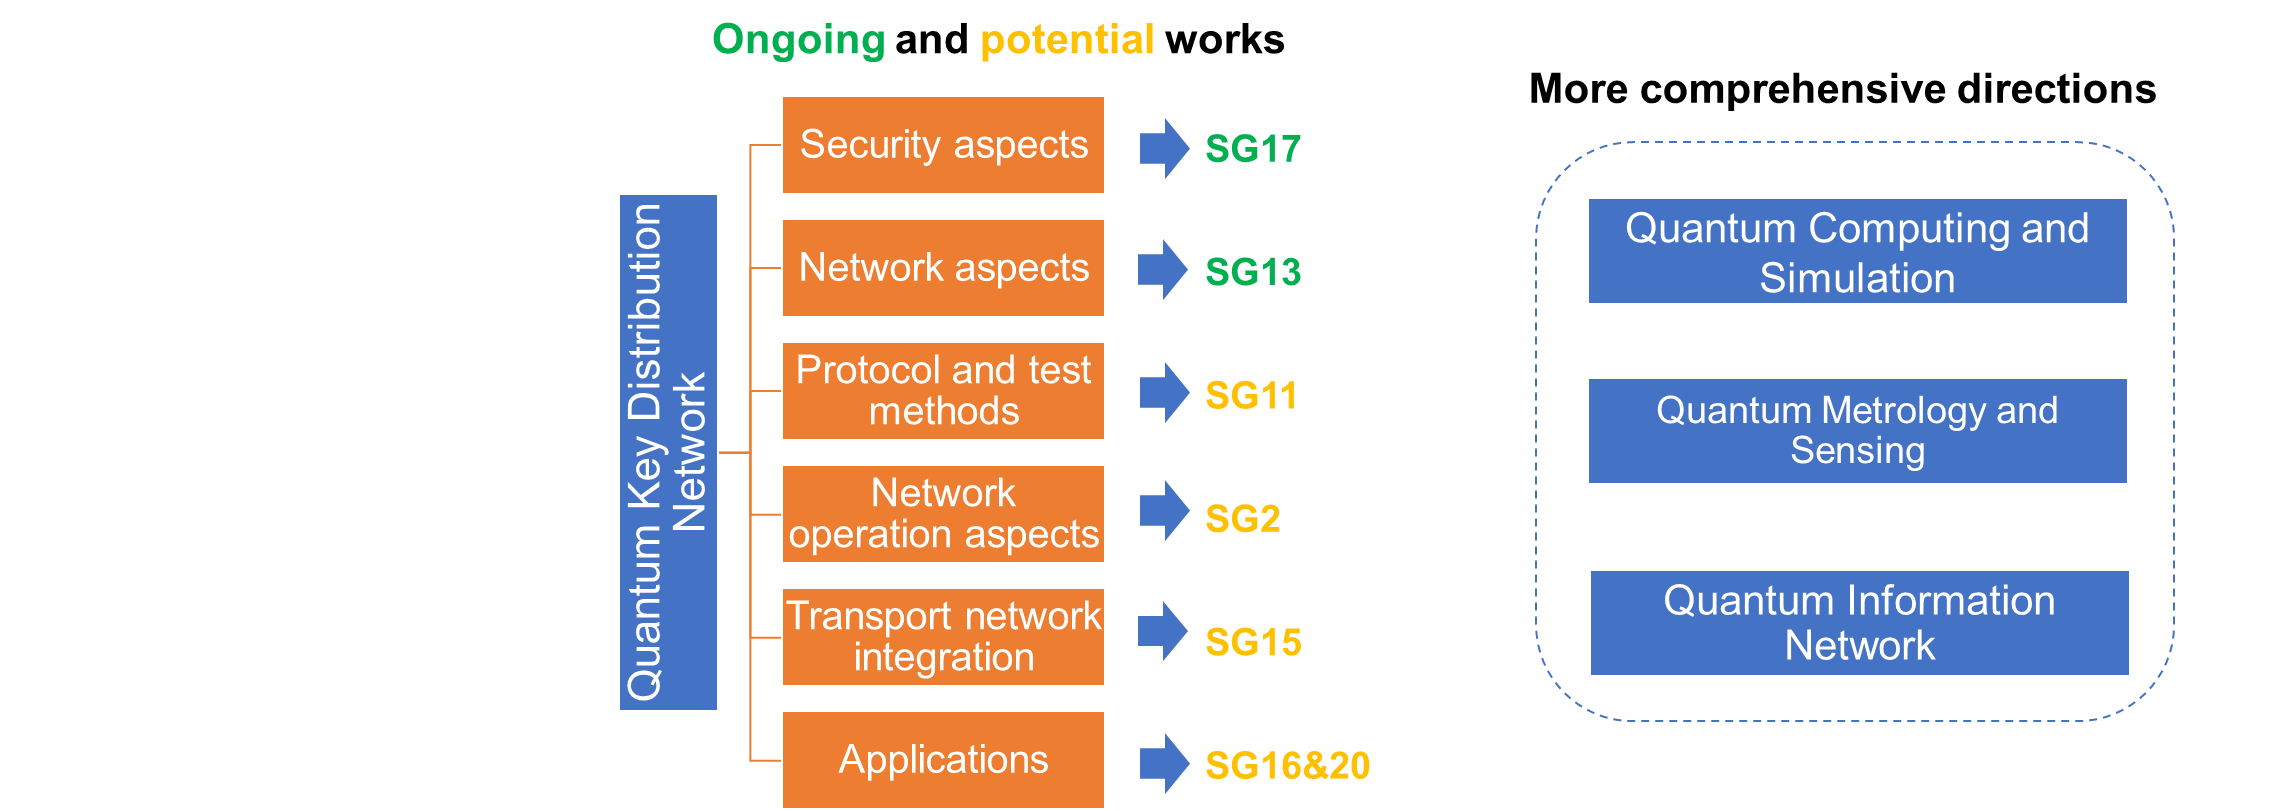 Ongoing and potential works
Quantum Key Distribution
Network
Security aspects
SG17
Network aspects
SG13
Protocol and test
methods
SG11
Network
operation aspects
SG2
Transport network
integration
SG15
Applications
SG16&20
More comprehensive directions
Quantum Computing and
Simulation
Quantum Metrology and
Sensing
Quantum Information
Network